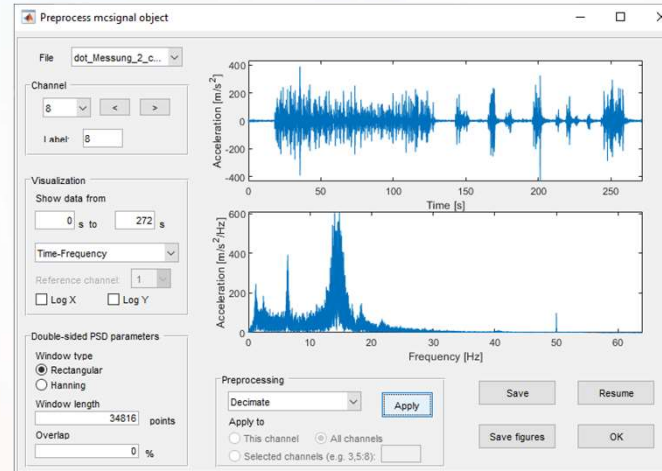 Preprocess mcsignal object
File dot_Messung_2_c...
Channel
8 < >
Label: 8
Visualization
Show data from
0 s to 272 s
Time-Frequency
Reference channel: 1
Log X Log Y
Double-sided PSD parameters
Window type
Rectangular
Hanning
Window length
34816 points
Overlap
0 %
Acceleration [m/s²]
400
200
0
-200
-400
0 50 100 150 200 250
Time [s]
Acceleration [m/s²/Hz]
600
400
200
0
0 10 20 30 40 50 60
Frequency [Hz]
Preprocessing
Decimate Apply
Apply to
This channel All channels
Selected channels (e.g. 3,5:8):
Save Resume
Save figures OK